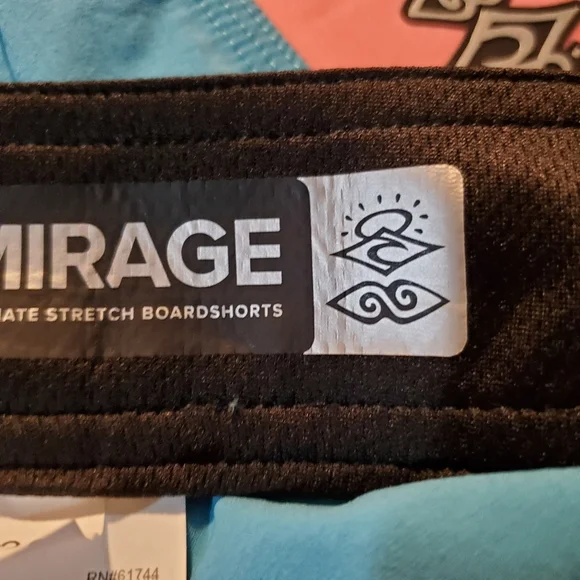 MIRAGE
MATE STRETCH BOARDSHORTS
RN#61744